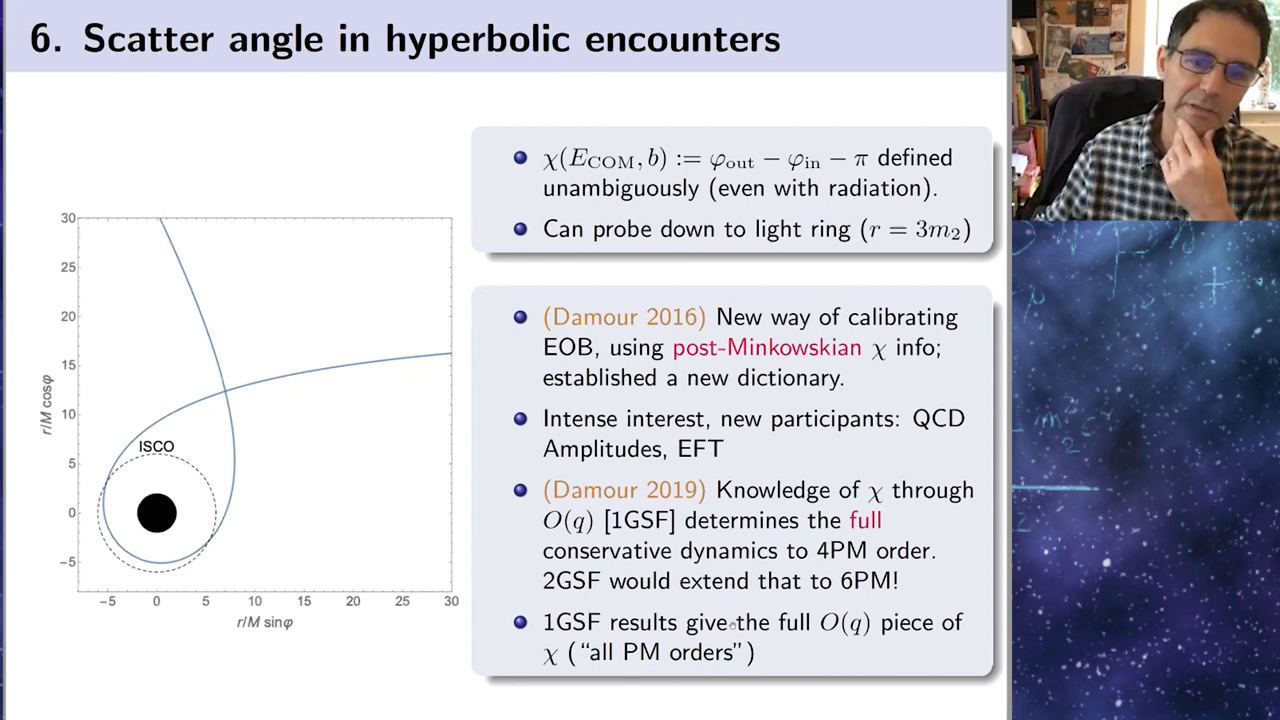 6. Scatter angle in hyperbolic encounters
χ(E_COM, b) := φ_out − φ_in − π defined
unambiguously (even with radiation).
Can probe down to light ring (r = 3m₂)
(Damour 2016) New way of calibrating
EOB, using post-Minkowskian χ info;
established a new dictionary.
Intense interest, new participants: QCD
Amplitudes, EFT
(Damour 2019) Knowledge of χ through
O(q) [1GSF] determines the full
conservative dynamics to 4PM order.
2GSF would extend that to 6PM!
1GSF results give the full O(q) piece of
χ (“all PM orders”)
30
25
20
15
10
5
0
−5
r/M cosφ
ISCO
−5 0 5 10 15 20 25 30
r/M sinφ